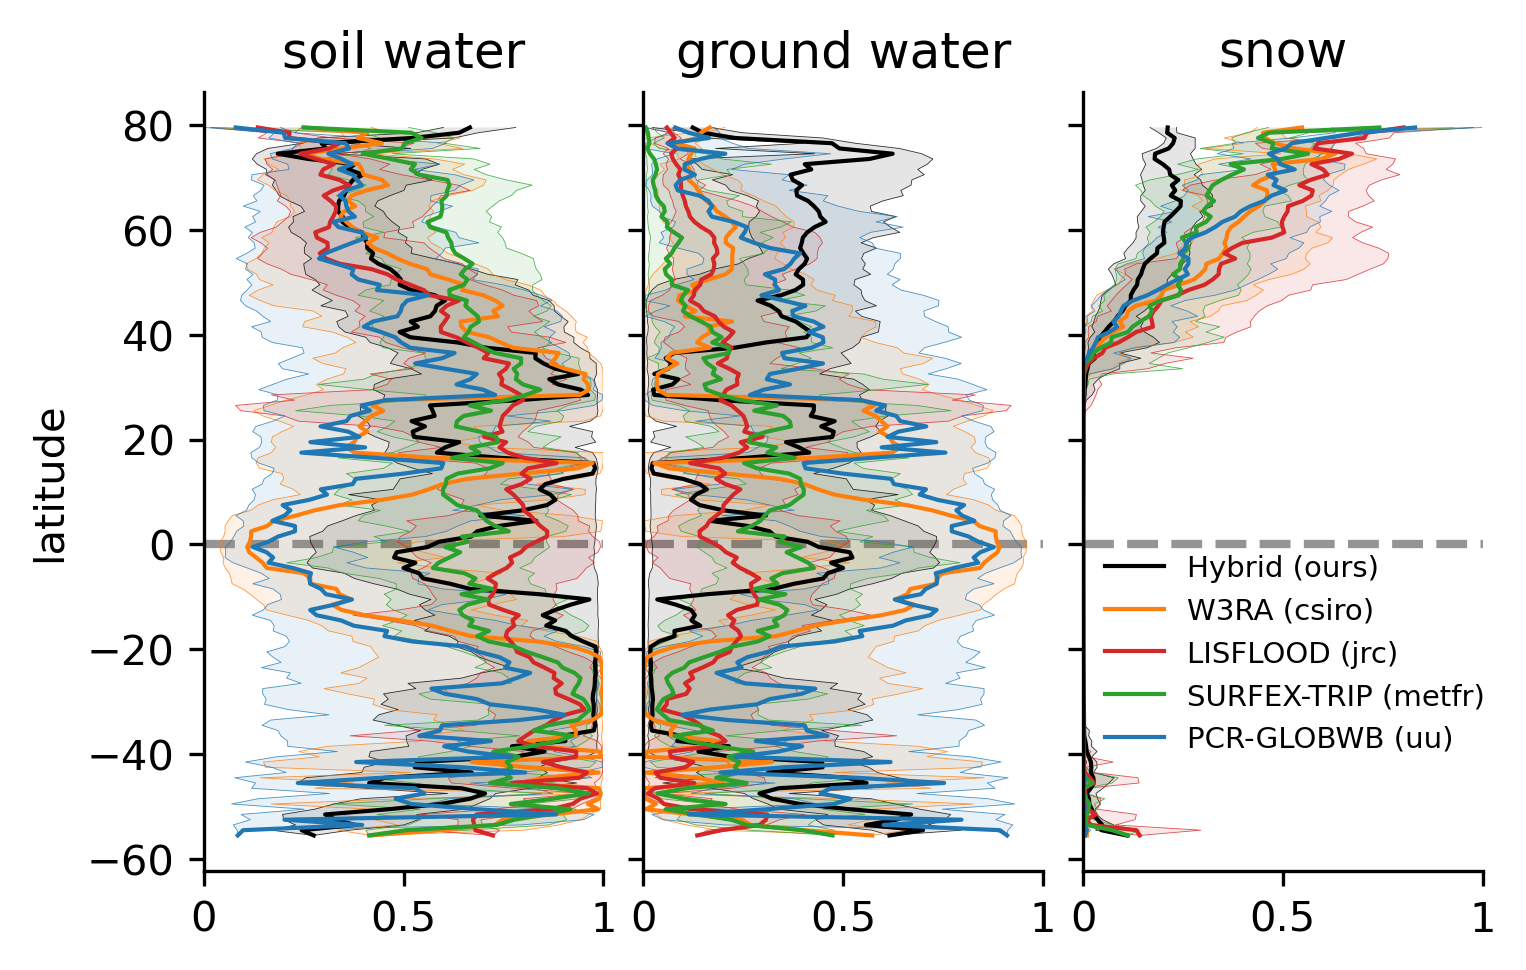 soil water
ground water
snow
latitude
80
60
40
20
0
−20
−40
−60
0
0.5
1
0
0.5
1
0
0.5
1
Hybrid (ours)
W3RA (csiro)
LISFLOOD (jrc)
SURFEX-TRIP (metfr)
PCR-GLOBWB (uu)